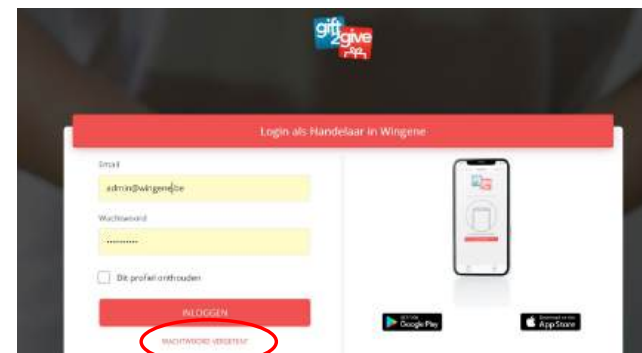 gift
2give
Login als Handelaar in Wingene
Email
admin@wingene.be
Wachtwoord
••••••••••
Dit profiel onthouden
INLOGGEN
WACHTWOORD VERGETEN?
Google Play
App Store